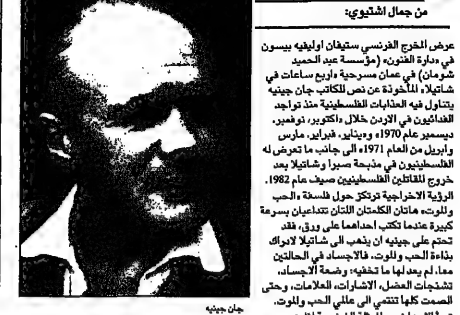 من جمال اشتيوي:
عرض المخرج الفرنسي ستيفان اوليفيه بيسون
في «دارة الفنون» (مؤسسة عبد الحميد
شومان) في عمان مسرحية «اربع ساعات في
شاتيلا» المأخوذة عن نص للكاتب جان جينيه
يتناول فيه العذابات الفلسطينية منذ تواجد
الفدائيون في الاردن خلال «اكتوبر، نوفمبر،
ديسمبر عام 1970» و«يناير، فبراير، مارس
وابريل من العام 1971» الى جانب ما تعرض له
الفلسطينيون في مذبحة صبرا وشاتيلا بعد
خروج المقاتلين الفلسطينيين صيف عام 1982.
الرؤية الاخراجية ترتكز حول فلسفة «الحب
والموت» هاتان الكلمتان اللتان تتداعيان بسرعة
كبيرة عندما تكتب احداهما على ورق، فقد
تحتم على جينيه ان يذهب الى شاتيلا لادراك
بذاءة الحب والموت. فالاجساد في الحالتين
معا، لم يعد لها ما تخفيه: وضعة الاجساد،
تشنجات العضل، الاشارات، العلامات، وحتى
الصمت كلها تنتمي الى عالمي الحب والموت.
جان جينيه